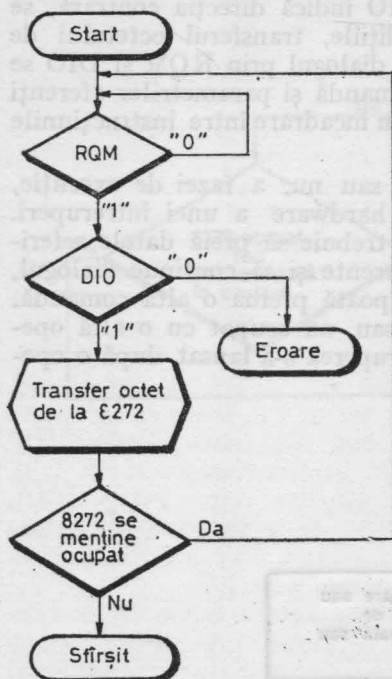 Start
RQM
"0"
"1"
DIO
"0"
"1"
Eroare
Transfer octet
de la £272
8272 se
menține
ocupat
Da
Nu
Sfîrșit